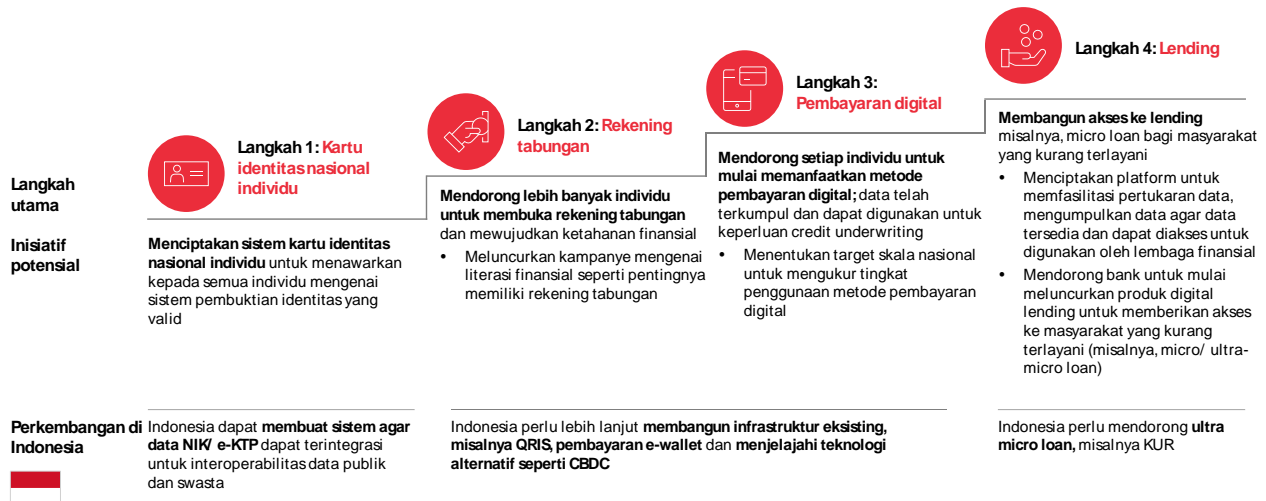 Langkah 4: Lending
Langkah 3:
Pembayaran digital
Langkah 2: Rekening
tabungan
Langkah 1: Kartu
identitas nasional
individu
Langkah
utama
Inisiatif
potensial
Menciptakan sistem kartu identitas
nasional individu untuk menawarkan
kepada semua individu mengenai
sistem pembuktian identitas yang
valid
Mendorong lebih banyak individu
untuk membuka rekening tabungan
dan mewujudkan ketahanan finansial
• Meluncurkan kampanye mengenai
literasi finansial seperti pentingnya
memiliki rekening tabungan
Mendorong setiap individu untuk
mulai memanfaatkan metode
pembayaran digital; data telah
terkumpul dan dapat digunakan untuk
keperluan credit underwriting
• Menentukan target skala nasional
untuk mengukur tingkat
penggunaan metode pembayaran
digital
Membangun akses ke lending
misalnya, micro loan bagi masyarakat
yang kurang terlayani
• Menciptakan platform untuk
memfasilitasi pertukaran data,
mengumpulkan data agar data
tersedia dan dapat diakses untuk
digunakan oleh lembaga finansial
• Mendorong bank untuk mulai
meluncurkan produk digital
lending untuk memberikan akses
ke masyarakat yang kurang
terlayani (misalnya, micro/ ultra-
micro loan)
Perkembangan di
Indonesia
Indonesia dapat membuat sistem agar
data NIK/ e-KTP dapat terintegrasi
untuk interoperabilitas data publik
dan swasta
Indonesia perlu lebih lanjut membangun infrastruktur eksisting,
misalnya QRIS, pembayaran e-wallet dan menjelajahi teknologi
alternatif seperti CBDC
Indonesia perlu mendorong ultra
micro loan, misalnya KUR